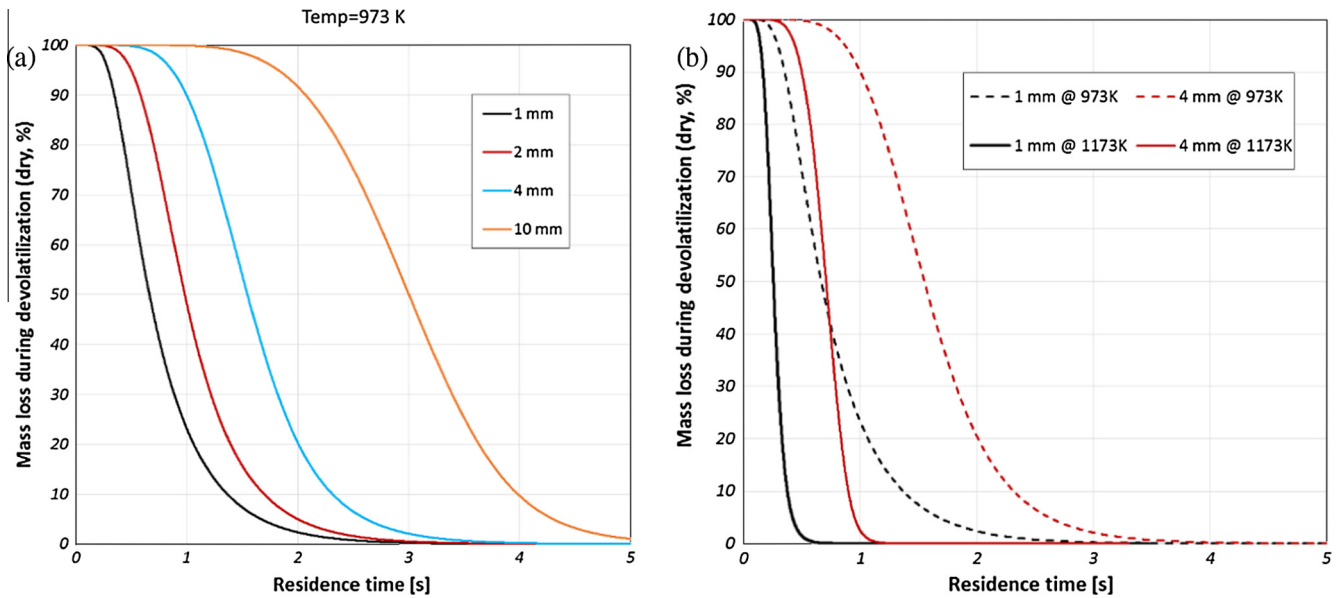 Temp=973 K
(a)
Mass loss during devolatilization (dry, %)
100
90
80
70
60
50
40
30
20
10
0
0 1 2 3 4 5
Residence time [s]
1 mm
2 mm
4 mm
10 mm
(b)
Mass loss during devolatilization (dry, %)
100
90
80
70
60
50
40
30
20
10
0
0 1 2 3 4 5
Residence time [s]
1 mm @ 973K 4 mm @ 973K
1 mm @ 1173K 4 mm @ 1173K